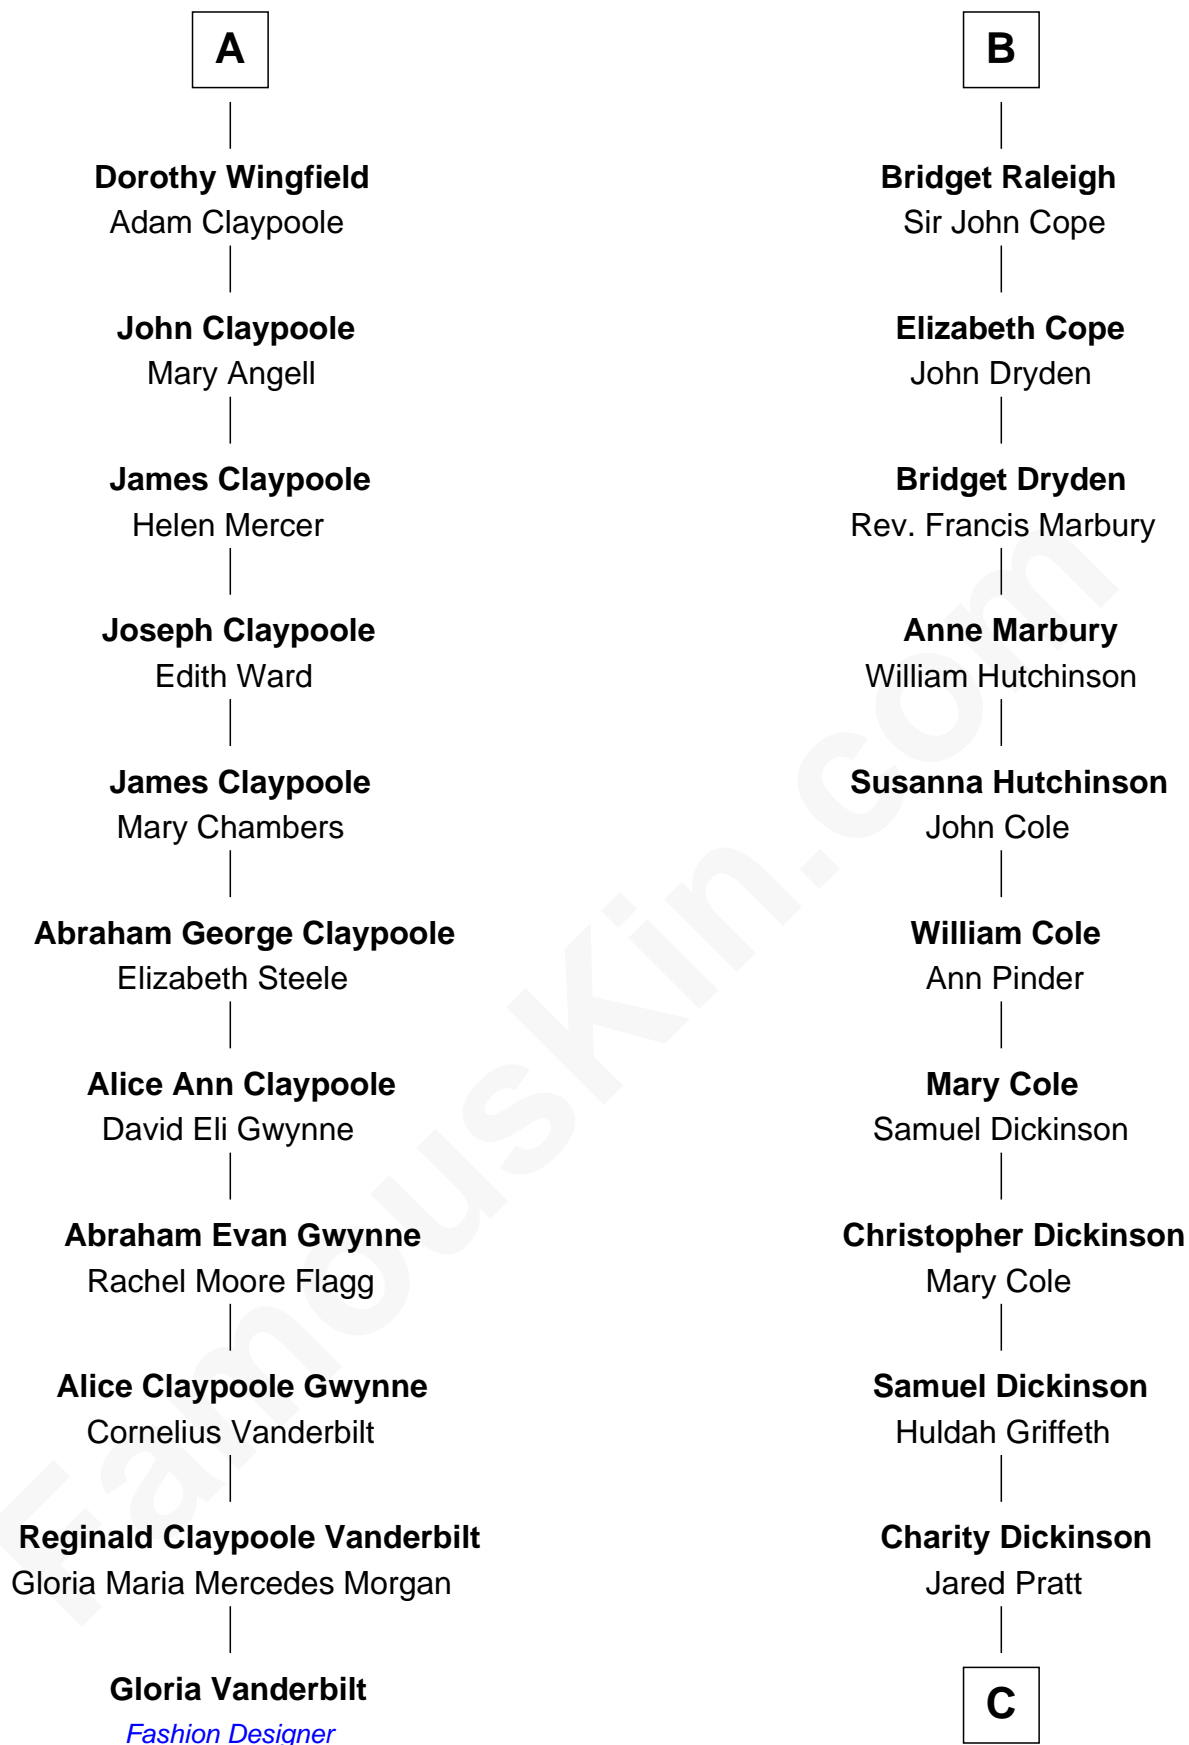 A
Dorothy Wingfield
Adam Claypoole
John Claypoole
Mary Angell
James Claypoole
Helen Mercer
Joseph Claypoole
Edith Ward
James Claypoole
Mary Chambers
Abraham George Claypoole
Elizabeth Steele
Alice Ann Claypoole
David Eli Gwynne
Abraham Evan Gwynne
Rachel Moore Flagg
Alice Claypoole Gwynne
Cornelius Vanderbilt
Reginald Claypoole Vanderbilt
Gloria Maria Mercedes Morgan
Gloria Vanderbilt
Fashion Designer
B
Bridget Raleigh
Sir John Cope
Elizabeth Cope
John Dryden
Bridget Dryden
Rev. Francis Marbury
Anne Marbury
William Hutchinson
Susanna Hutchinson
John Cole
William Cole
Ann Pinder
Mary Cole
Samuel Dickinson
Christopher Dickinson
Mary Cole
Samuel Dickinson
Huldah Griffeth
Charity Dickinson
Jared Pratt
C
FamousKin.com